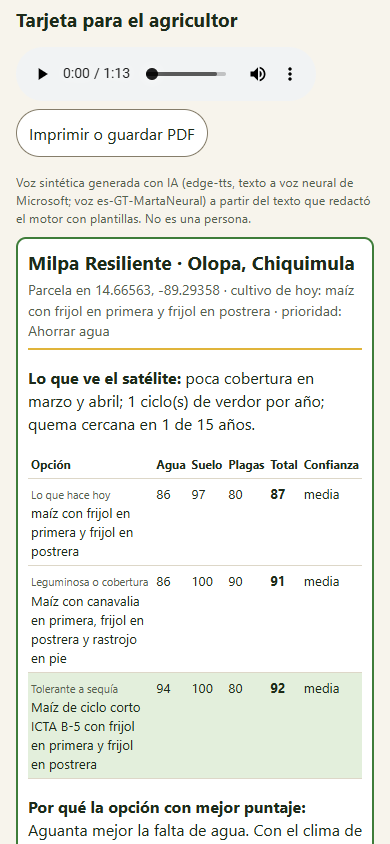 Tarjeta para el agricultor
0:00 / 1:13
Imprimir o guardar PDF
Voz sintética generada con IA (edge-tts, texto a voz neural de
Microsoft; voz es-GT-MartaNeural) a partir del texto que redactó
el motor con plantillas. No es una persona.
Milpa Resiliente · Olopa, Chiquimula
Parcela en 14.66563, -89.29358 · cultivo de hoy: maíz
con frijol en primera y frijol en postrera · prioridad:
Ahorrar agua
Lo que ve el satélite: poca cobertura en
marzo y abril; 1 ciclo(s) de verdor por año;
quema cercana en 1 de 15 años.
Opción Agua Suelo Plagas Total Confianza
Lo que hace hoy 86 97 80 87 media
maíz con frijol en
primera y frijol en
postrera
Leguminosa o cobertura 86 100 90 91 media
Maíz con canavalia
en primera, frijol en
postrera y rastrojo
en pie
Tolerante a sequía 94 100 80 92 media
Maíz de ciclo corto
ICTA B-5 con frijol
en primera y frijol
en postrera
Por qué la opción con mejor puntaje:
Aguanta mejor la falta de agua. Con el clima de